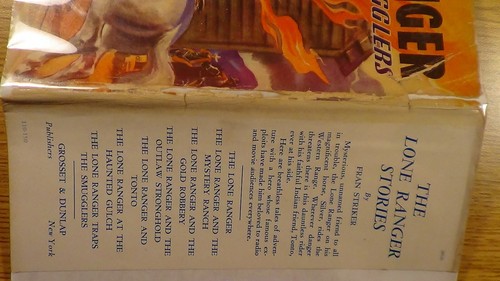 NGER
GGLERS
THE
LONE RANGER
STORIES
By
FRAN STRIKER
Mysterious, unnamed friend to all
in trouble, the Lone Ranger on his
magnificent horse, Silver, rides the
Western Range. Wherever danger
threatens there is this dauntless rider
with his faithful Indian friend, Tonto,
ever at his side.
Here are breathless tales of adven-
ture with a hero whose famous ex-
ploits have made him beloved to radio
and movie audiences everywhere.
THE LONE RANGER
THE LONE RANGER AND THE
MYSTERY RANCH
THE LONE RANGER AND THE
GOLD ROBBERY
THE LONE RANGER AND THE
OUTLAW STRONGHOLD
THE LONE RANGER AND
TONTO
THE LONE RANGER AT THE
HAUNTED GULCH
THE LONE RANGER TRAPS
THE SMUGGLERS
GROSSET & DUNLAP
Publishers New York